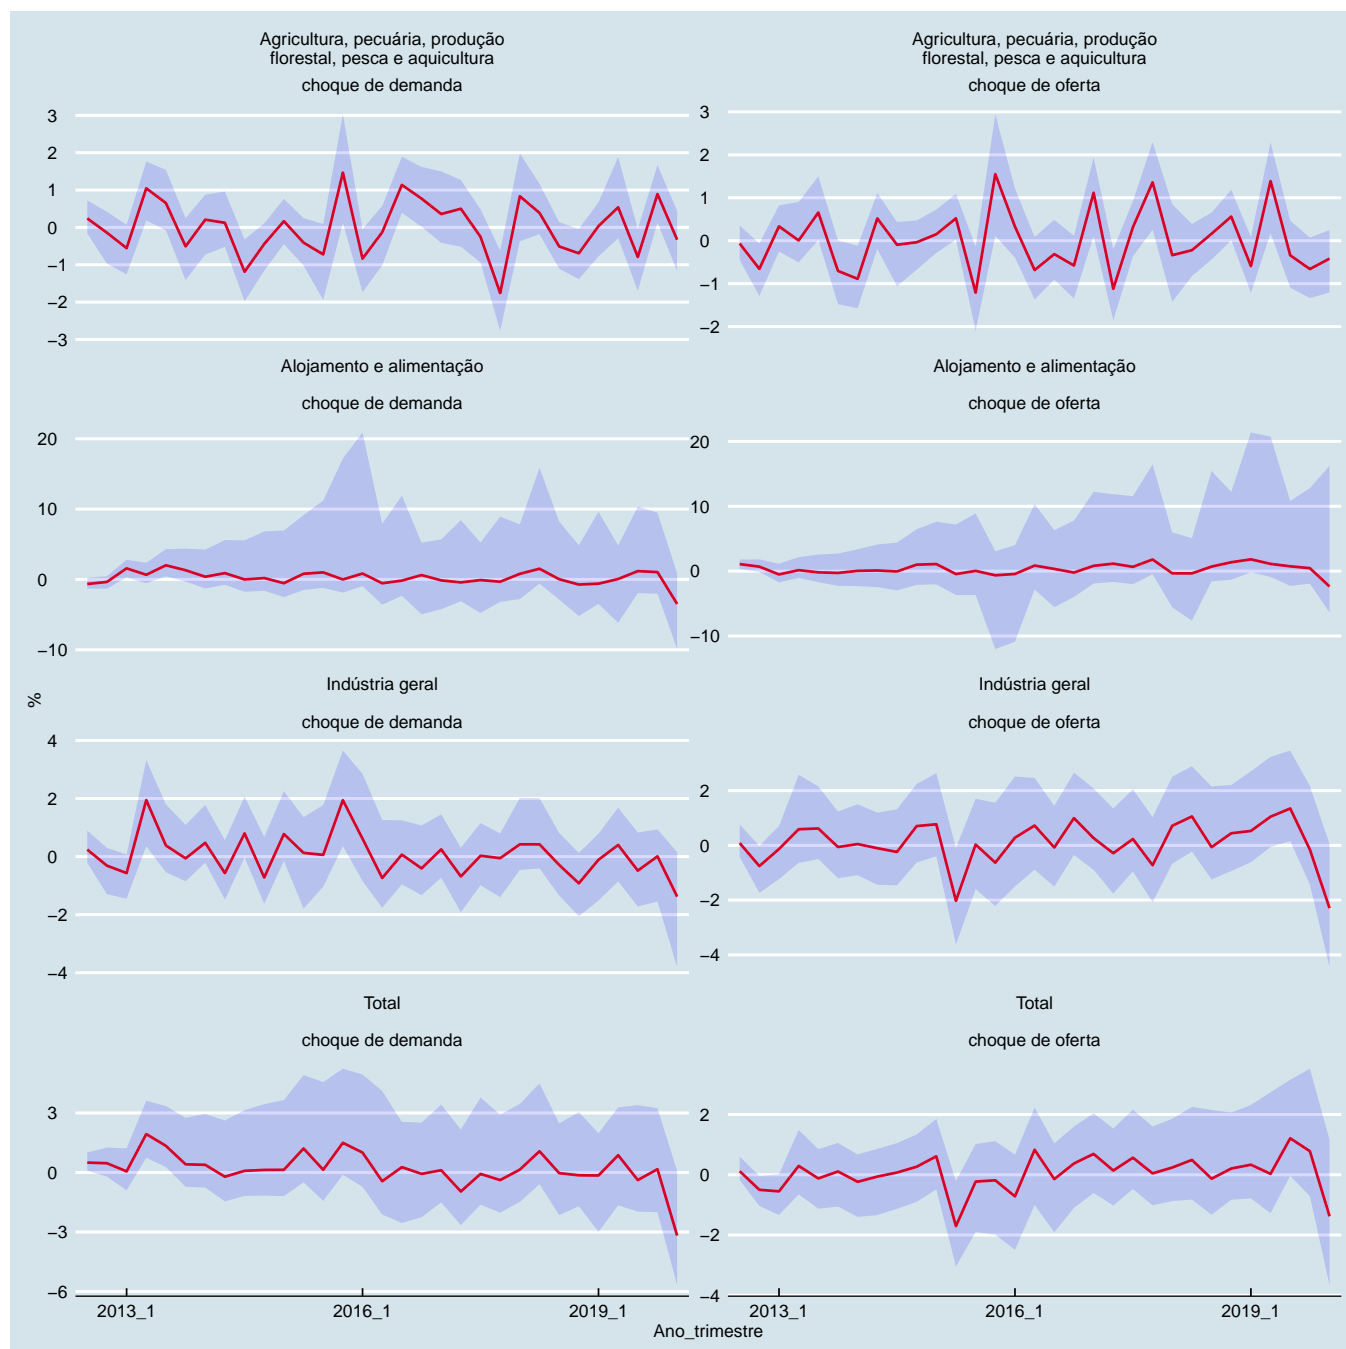 Agricultura, pecuária, produção
florestal, pesca e aquicultura
choque de demanda
3
2
1
0
−1
−2
−3
Agricultura, pecuária, produção
florestal, pesca e aquicultura
choque de oferta
3
2
1
0
−1
−2
Alojamento e alimentação
choque de demanda
20
10
0
−10
Alojamento e alimentação
choque de oferta
20
10
0
−10
%
Indústria geral
choque de demanda
4
2
0
−2
−4
Indústria geral
choque de oferta
2
0
−2
−4
Total
choque de demanda
3
0
−3
−6
2013_1 2016_1 2019_1
Total
choque de oferta
2
0
−2
−4
2013_1 2016_1 2019_1
Ano_trimestre